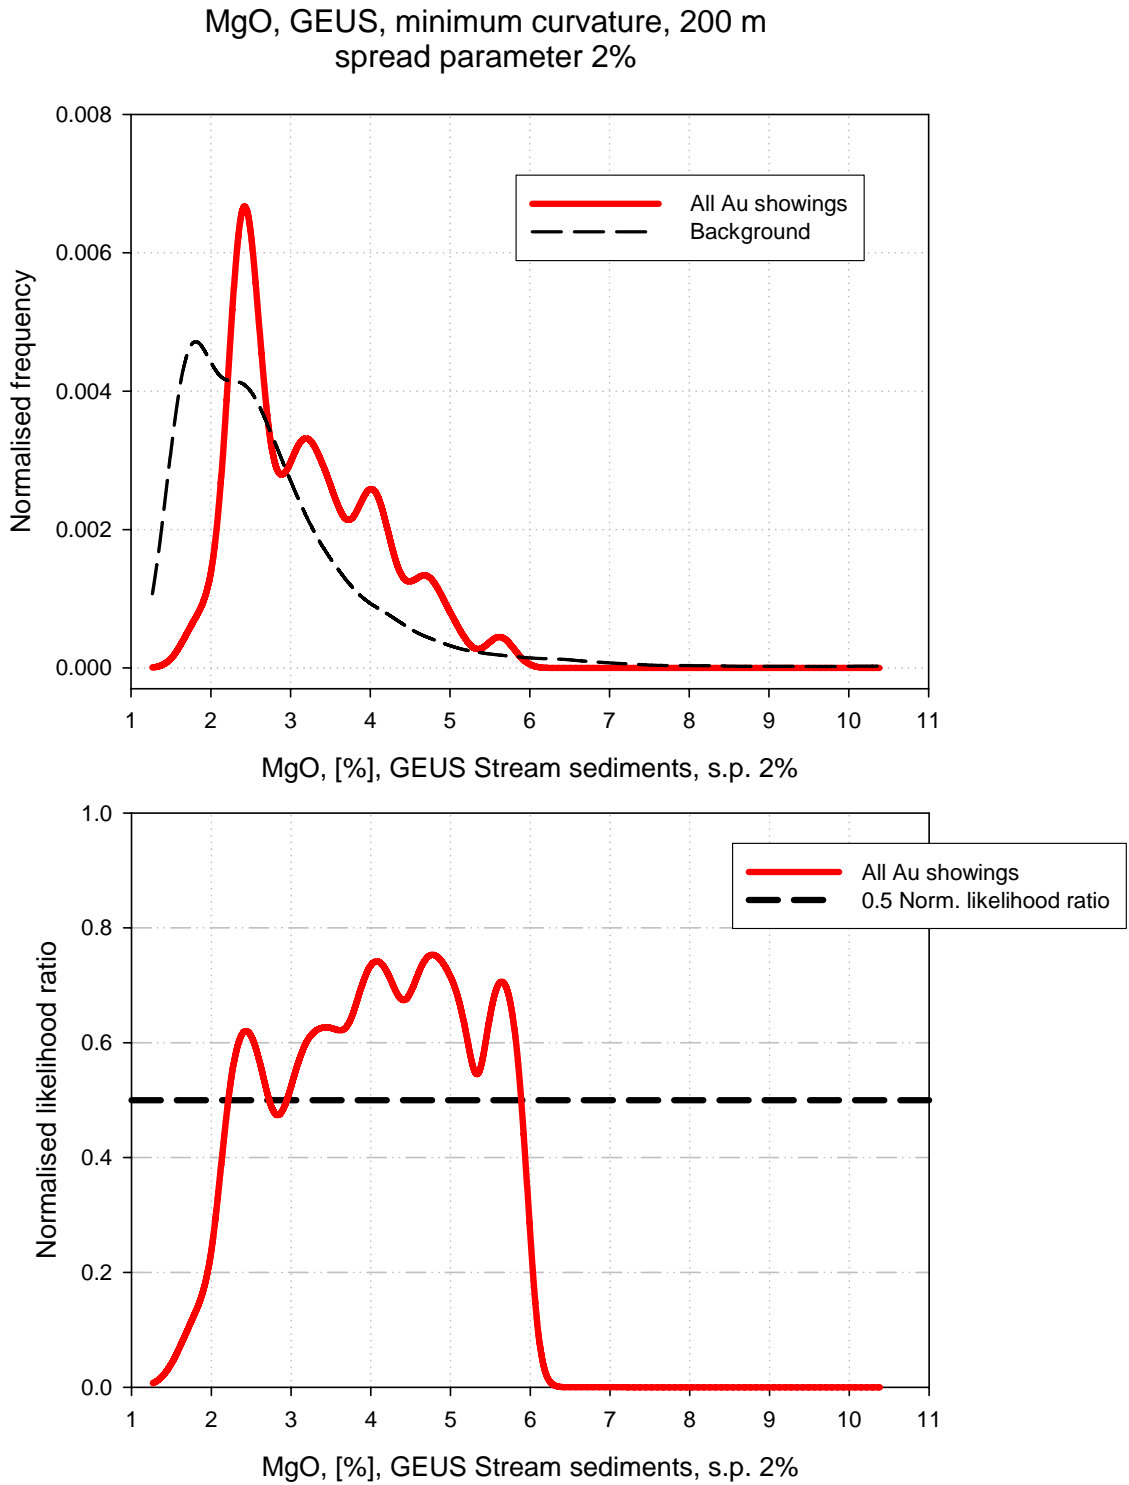 MgO, GEUS, minimum curvature, 200 m
spread parameter 2%
0.008
0.006
0.004
0.002
0.000
Normalised frequency
All Au showings
Background
1 2 3 4 5 6 7 8 9 10 11
MgO, [%], GEUS Stream sediments, s.p. 2%
1.0
0.8
0.6
0.4
0.2
0.0
Normalised likelihood ratio
All Au showings
0.5 Norm. likelihood ratio
1 2 3 4 5 6 7 8 9 10 11
MgO, [%], GEUS Stream sediments, s.p. 2%